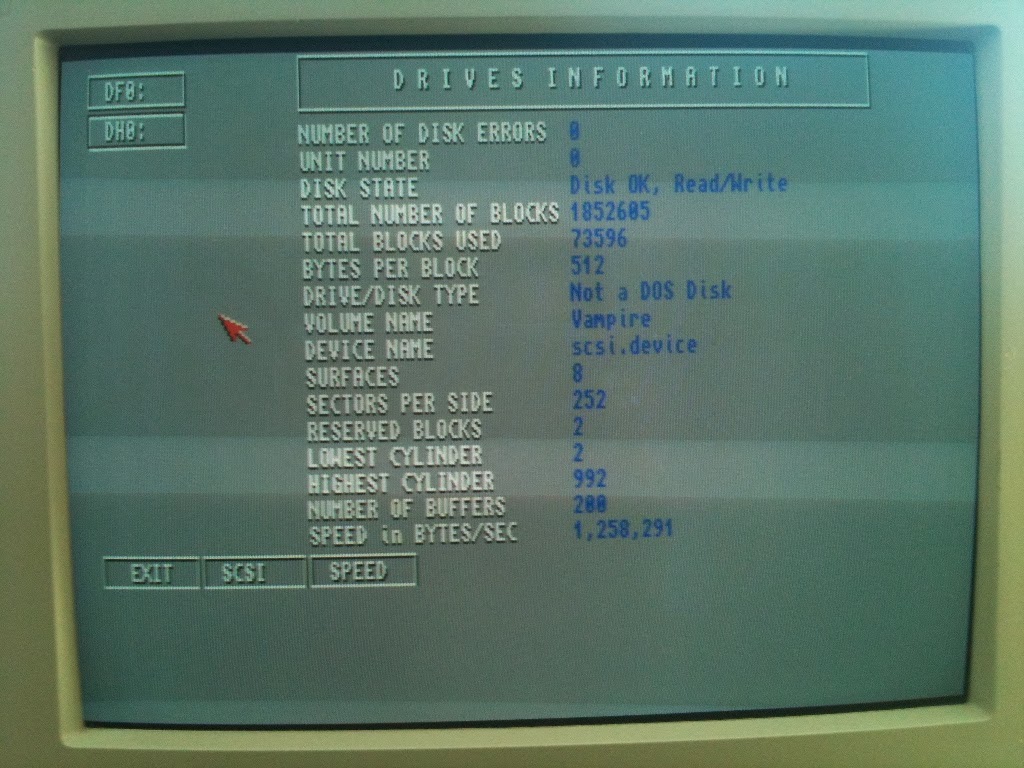 DF0:
DH0:
DRIVES INFORMATION
NUMBER OF DISK ERRORS 0
UNIT NUMBER 0
DISK STATE Disk OK, Read/Write
TOTAL NUMBER OF BLOCKS 1852605
TOTAL BLOCKS USED 73596
BYTES PER BLOCK 512
DRIVE/DISK TYPE Not a DOS Disk
VOLUME NAME Vampire
DEVICE NAME scsi.device
SURFACES 8
SECTORS PER SIDE 252
RESERVED BLOCKS 2
LOWEST CYLINDER 2
HIGHEST CYLINDER 992
NUMBER OF BUFFERS 200
SPEED in BYTES/SEC 1,258,291
EXIT SCSI SPEED